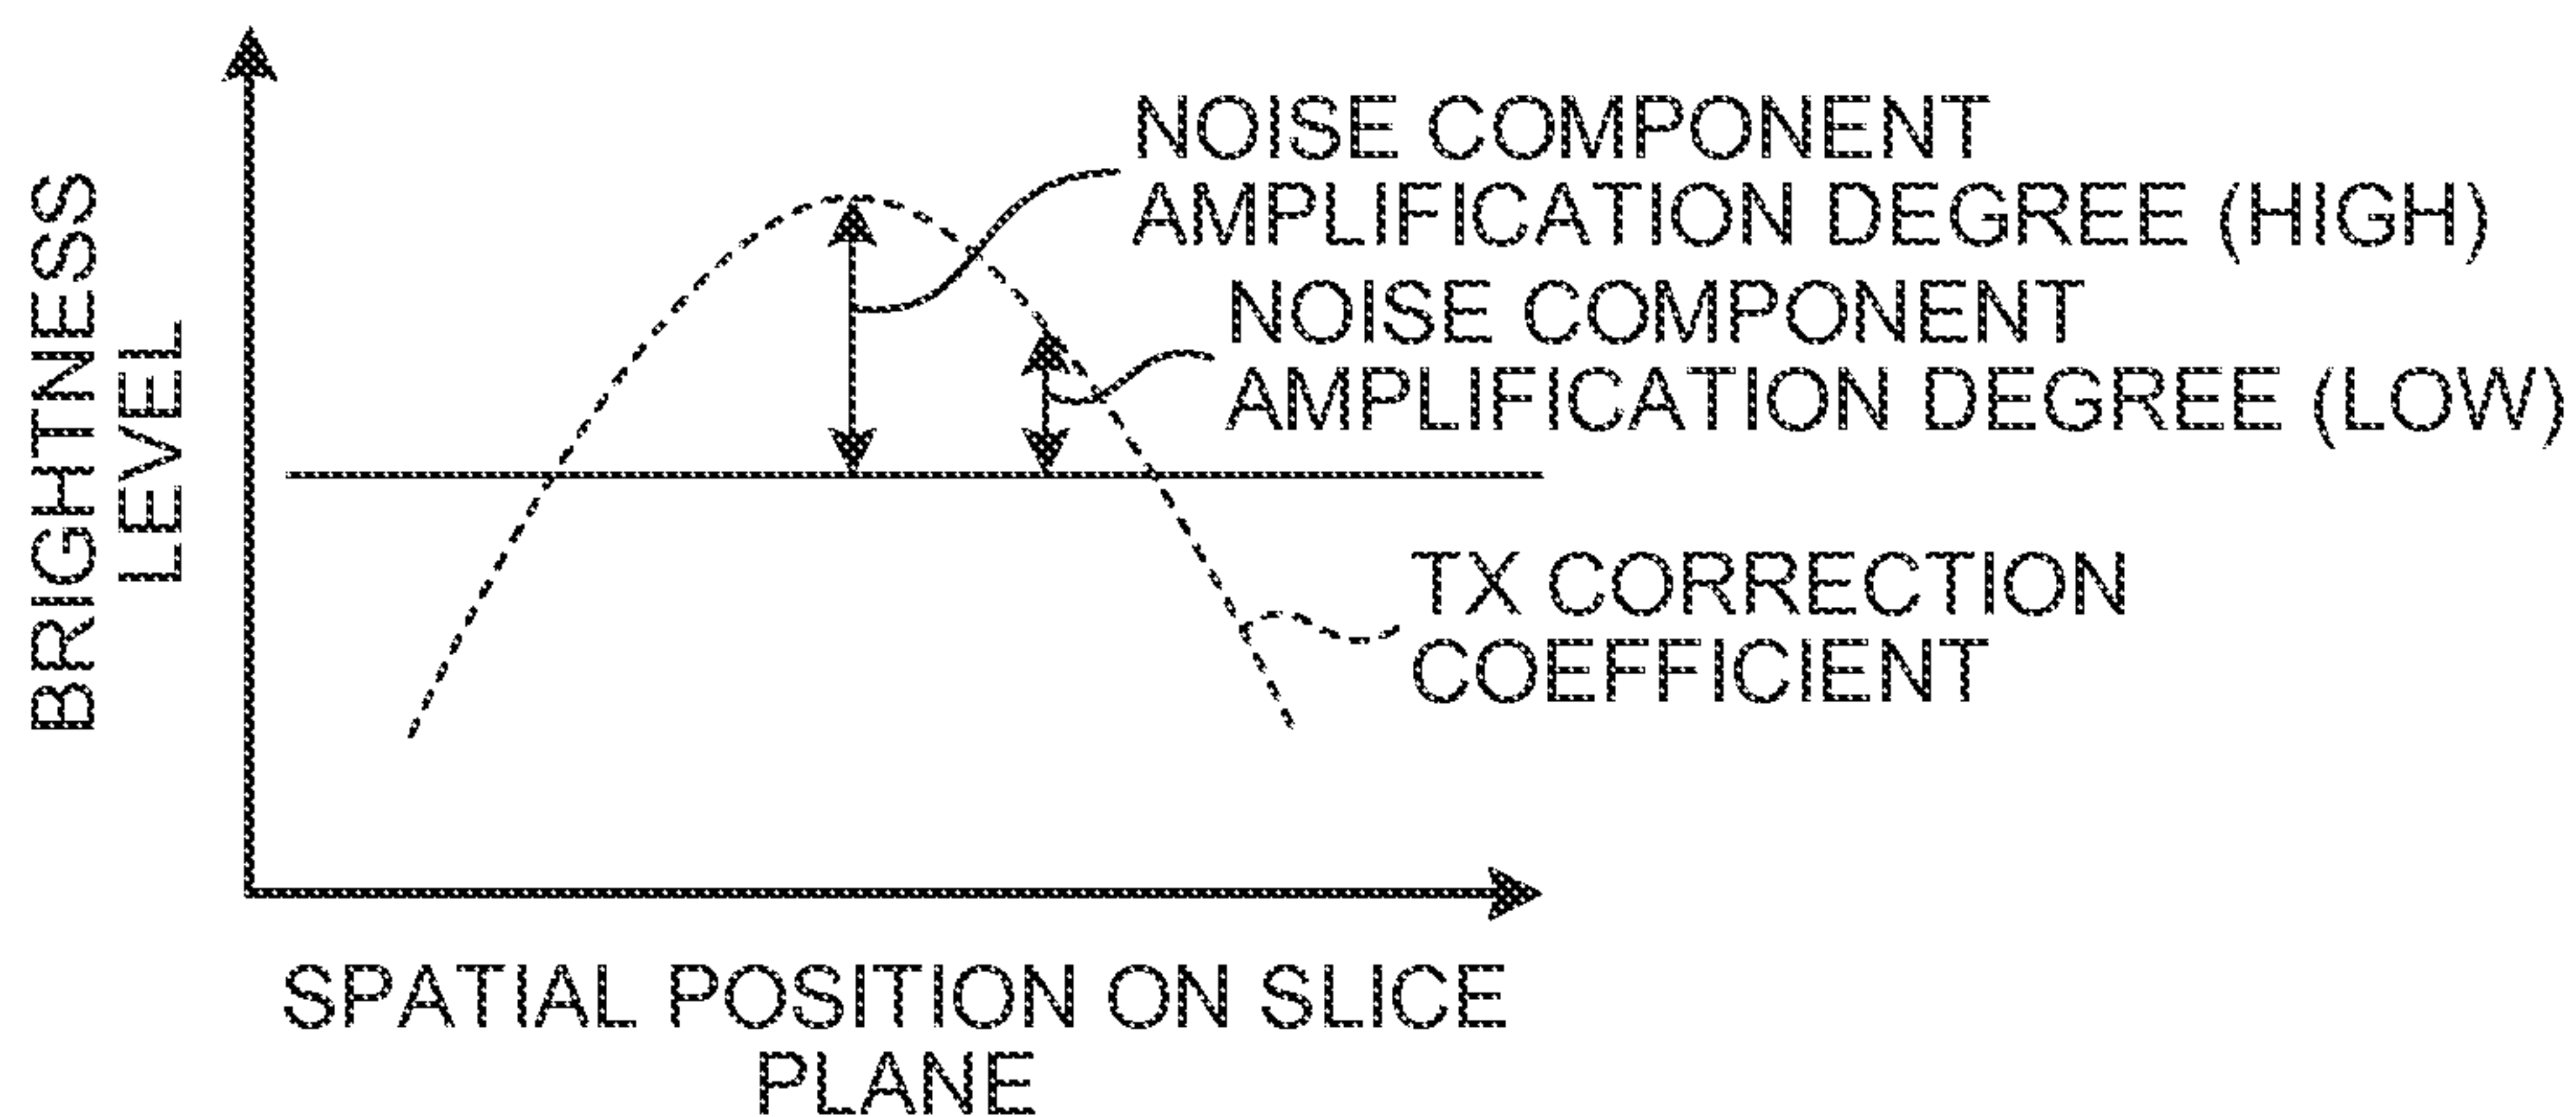 BRIGHTNESS
LEVEL
NOISE COMPONENT
AMPLIFICATION DEGREE (HIGH)
NOISE COMPONENT
AMPLIFICATION DEGREE (LOW)
TX CORRECTION
COEFFICIENT
SPATIAL POSITION ON SLICE
PLANE